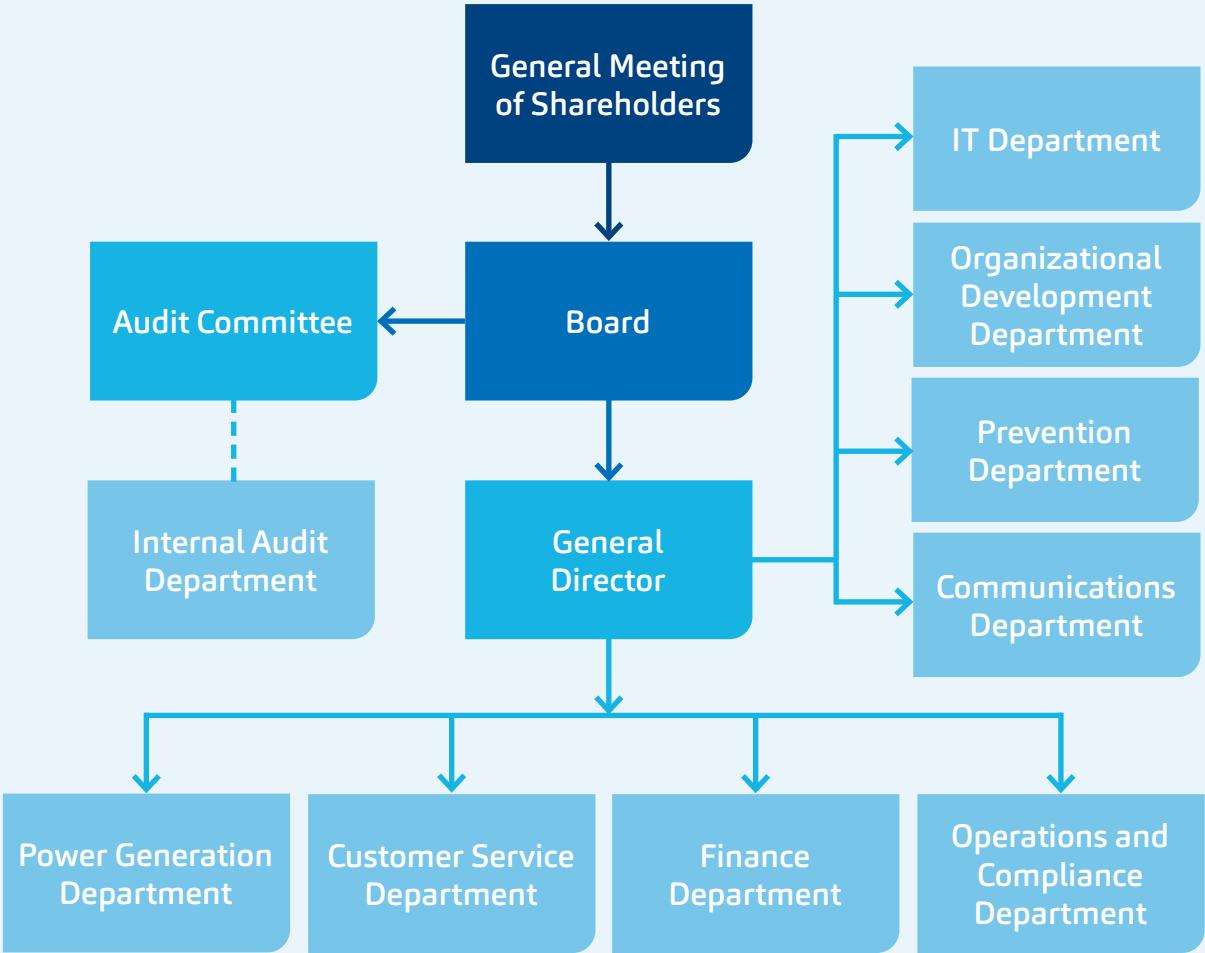 General Meeting
of Shareholders
IT Department
Organizational
Development
Department
Audit Committee
Board
Prevention
Department
Internal Audit
Department
General
Director
Communications
Department
Power Generation
Department
Customer Service
Department
Finance
Department
Operations and
Compliance
Department